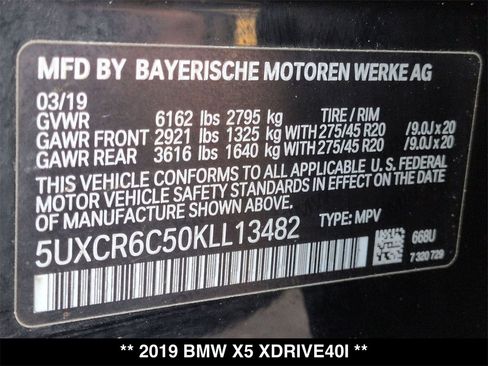 MFD BY BAYERISCHE MOTOREN WERKE AG
03/19
GVWR 6162 lbs 2795 kg TIRE / RIM
GAWR FRONT 2921 lbs 1325 kg WITH 275/45 R20 /9.0J x 20
GAWR REAR 3616 lbs 1640 kg WITH 275/45 R20 /9.0J x 20
THIS VEHICLE CONFORMS TO ALL APPLICABLE U. S. FEDERAL
MOTOR VEHICLE SAFETY STANDARDS IN EFFECT ON THE DATE
OF MANUFACTURE SHOWN ABOVE.
5UXCR6C50KLL13482 TYPE: MPV
668U
7 320 729
** 2019 BMW X5 XDRIVE40I **